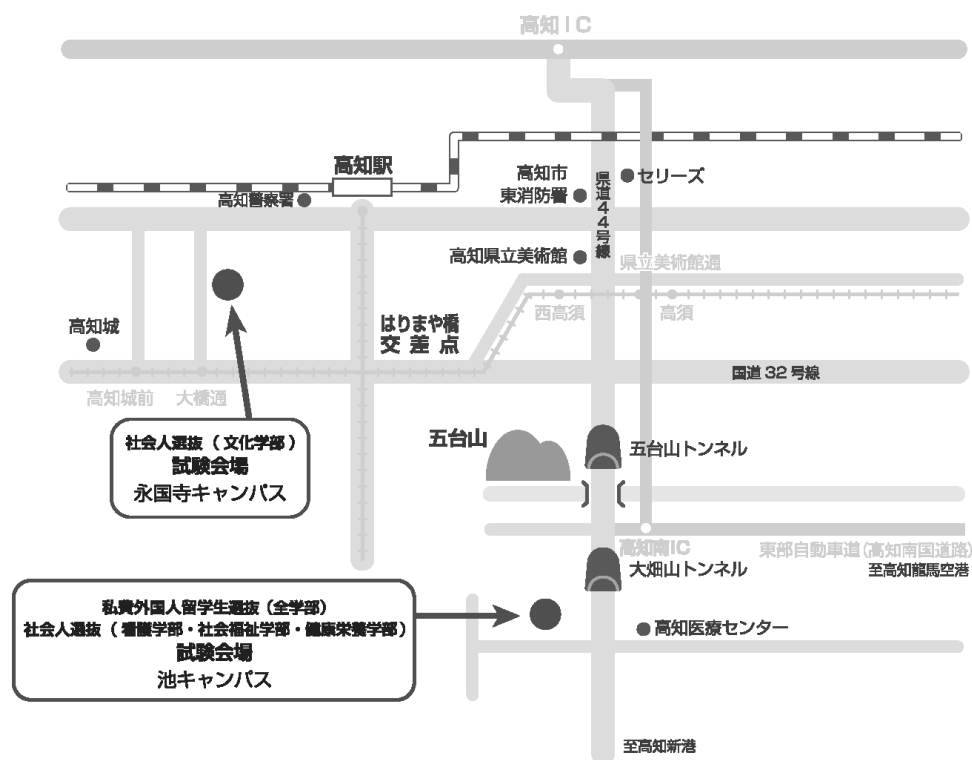 高知IC
高知駅
高知市
東消防署
セリーズ
県道44号線
高知警察署
高知県立美術館
県立美術館通
西高須
高須
高知城
はりまや橋
交差点
国道32号線
高知城前
大橋通
社会人選抜（文化学部）
試験会場
永国寺キャンパス
五台山
五台山トンネル
高知南IC
東部自動車道(高知南国道路)
至高知龍馬空港
大畑山トンネル
私費外国人留学生選抜（全学部）
社会人選抜（看護学部・社会福祉学部・健康栄養学部）
試験会場
池キャンパス
高知医療センター
至高知新港